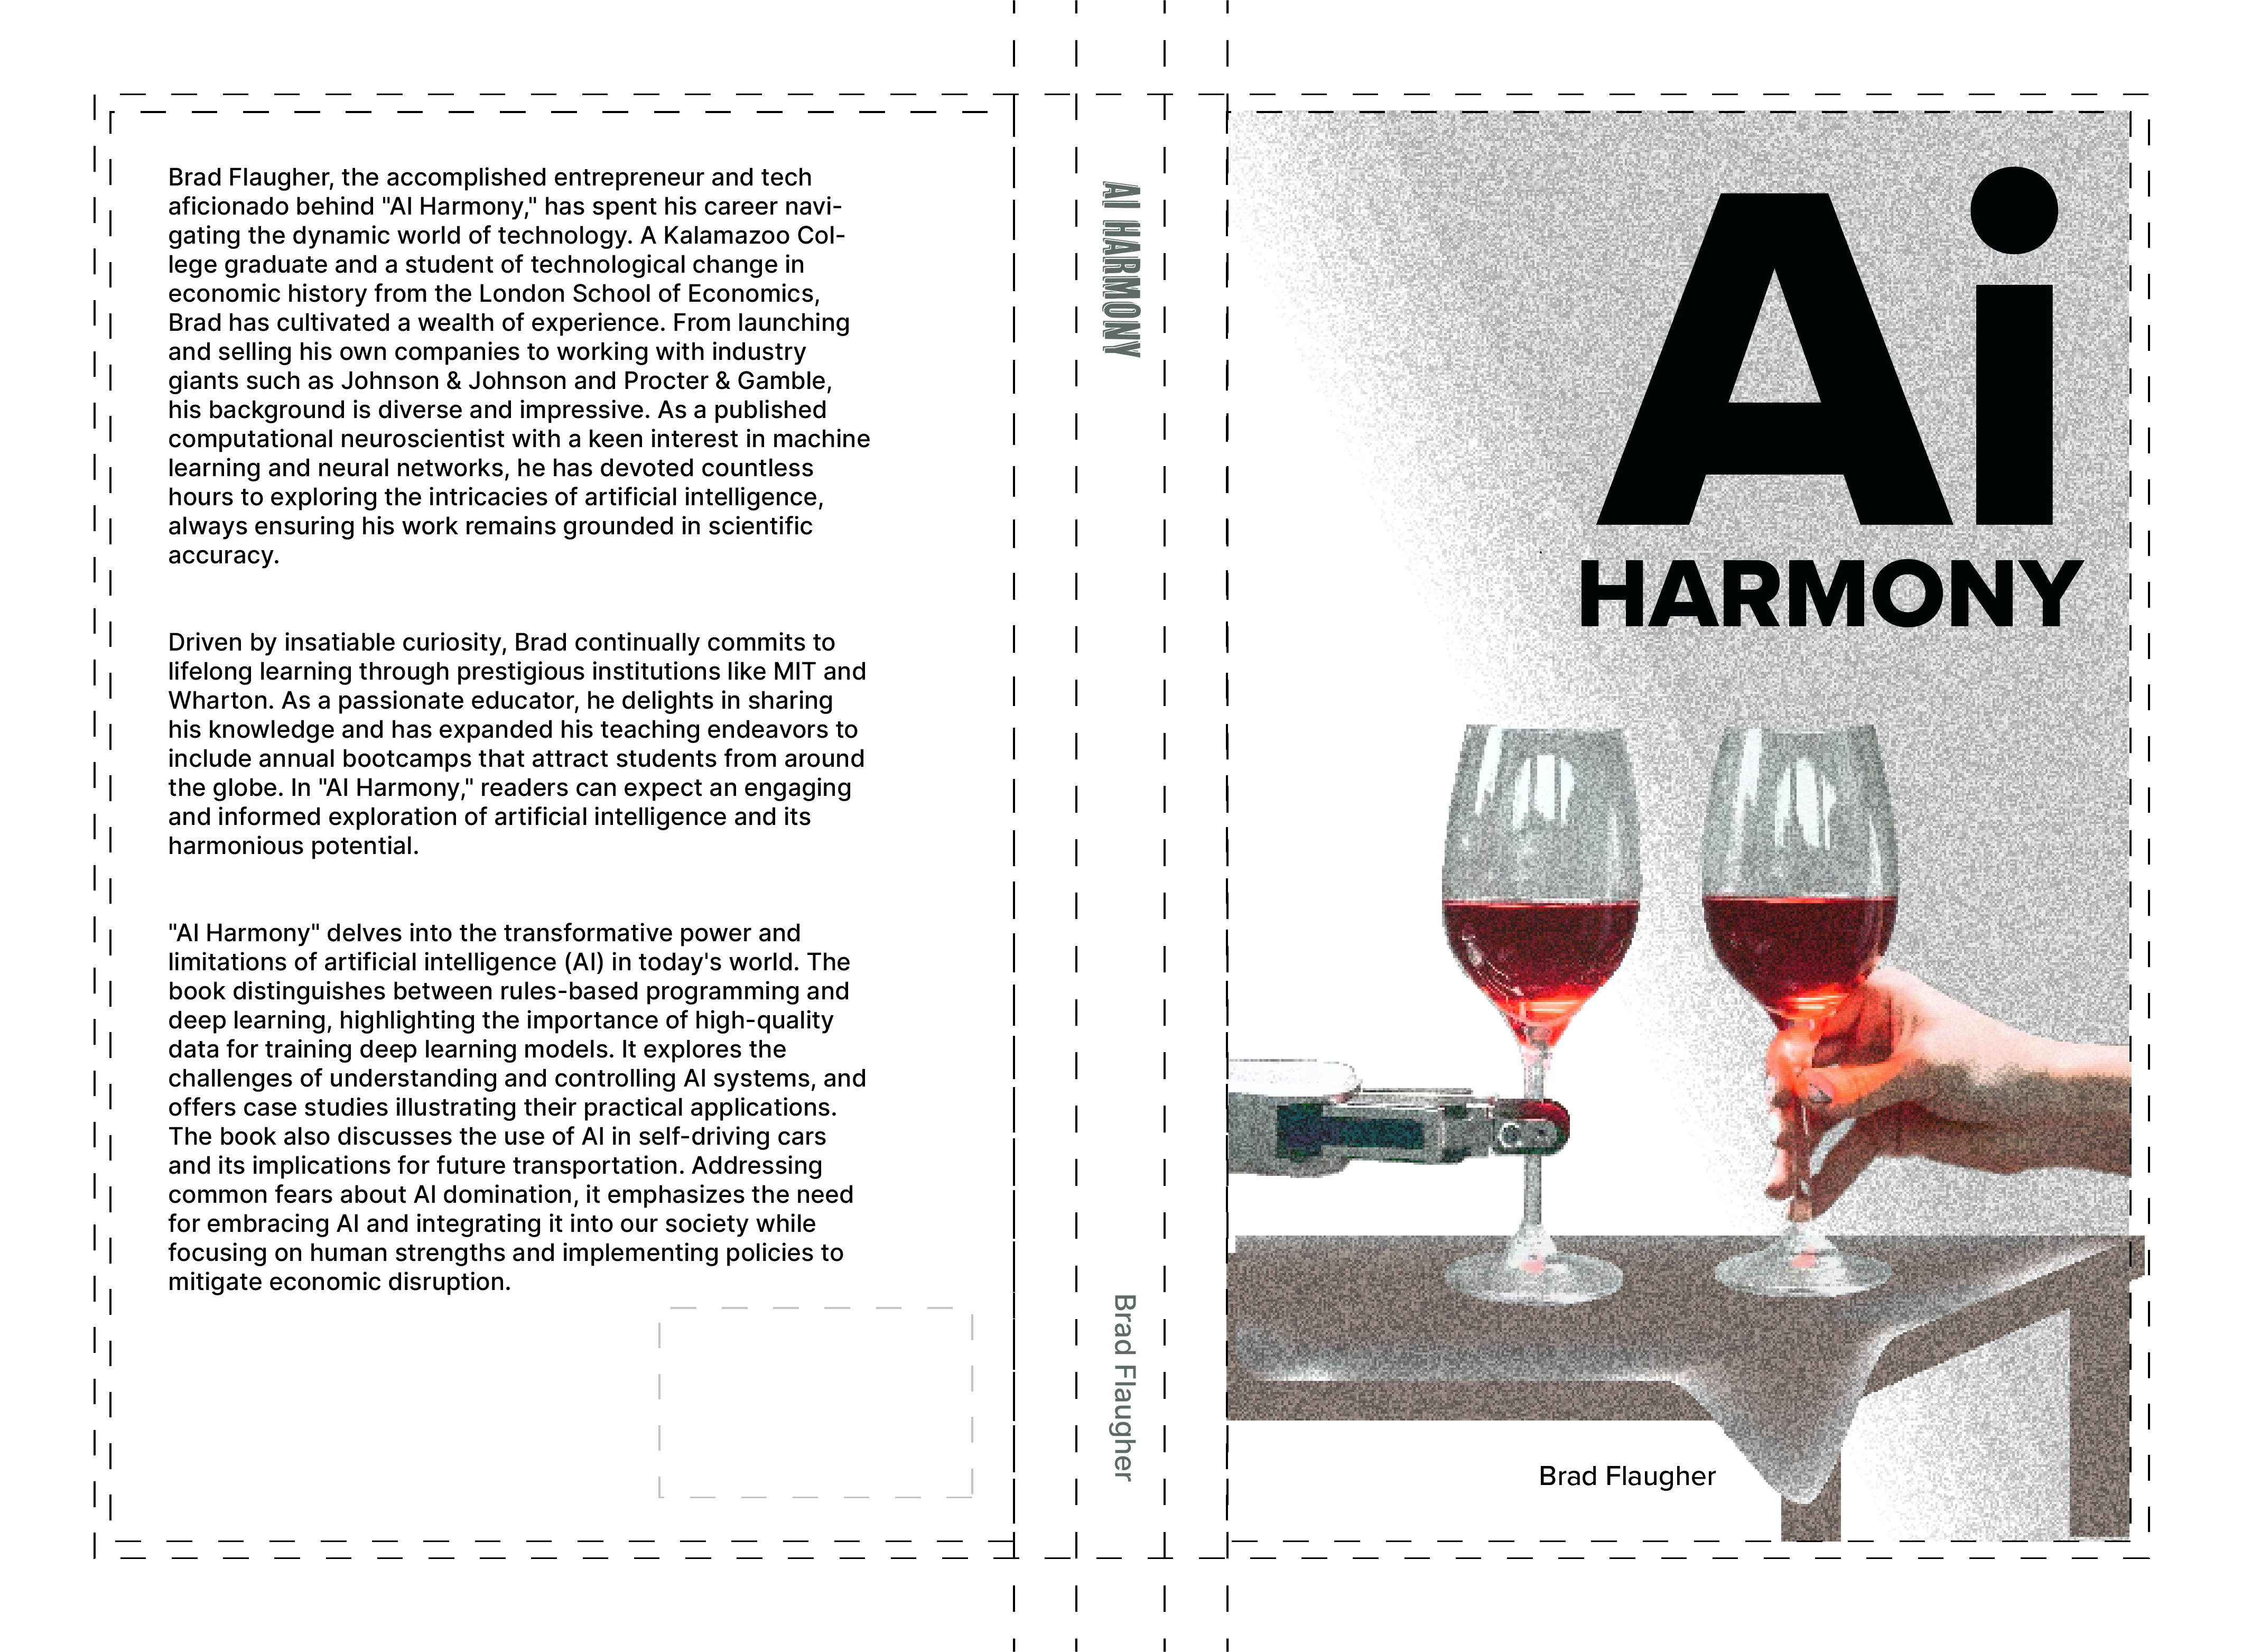 Brad Flaugher, the accomplished entrepreneur and tech
aficionado behind "AI Harmony," has spent his career navi-
gating the dynamic world of technology. A Kalamazoo Col-
lege graduate and a student of technological change in
economic history from the London School of Economics,
Brad has cultivated a wealth of experience. From launching
and selling his own companies to working with industry
giants such as Johnson & Johnson and Procter & Gamble,
his background is diverse and impressive. As a published
computational neuroscientist with a keen interest in machine
learning and neural networks, he has devoted countless
hours to exploring the intricacies of artificial intelligence,
always ensuring his work remains grounded in scientific
accuracy.
Driven by insatiable curiosity, Brad continually commits to
lifelong learning through prestigious institutions like MIT and
Wharton. As a passionate educator, he delights in sharing
his knowledge and has expanded his teaching endeavors to
include annual bootcamps that attract students from around
the globe. In "AI Harmony," readers can expect an engaging
and informed exploration of artificial intelligence and its
harmonious potential.
"AI Harmony" delves into the transformative power and
limitations of artificial intelligence (AI) in today's world. The
book distinguishes between rules-based programming and
deep learning, highlighting the importance of high-quality
data for training deep learning models. It explores the
challenges of understanding and controlling AI systems, and
offers case studies illustrating their practical applications.
The book also discusses the use of AI in self-driving cars
and its implications for future transportation. Addressing
common fears about AI domination, it emphasizes the need
for embracing AI and integrating it into our society while
focusing on human strengths and implementing policies to
mitigate economic disruption.
AI HARMONY
Brad Flaugher
Ai
HARMONY
Brad Flaugher